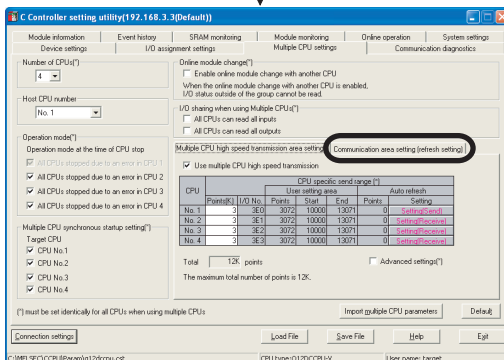 C Controller setting utility(192.168.3.3(Default))
Module information Event history SRAM monitoring Module monitoring Online operation System settings
Device settings I/O assignment settings Multiple CPU settings Communication diagnostics
Number of CPUs(*)
4
Host CPU number
No. 1
Operation mode(*)
Operation mode at the time of CPU stop
All CPUs stopped due to an error in CPU 1
All CPUs stopped due to an error in CPU 2
All CPUs stopped due to an error in CPU 3
All CPUs stopped due to an error in CPU 4
Multiple CPU synchronous startup setting(*)
Target CPU
CPU No.1
CPU No.2
CPU No.3
CPU No.4
Online module change(*)
Enable online module change with another CPU
When the online module change with another CPU is enabled,
I/O status outside of the group cannot be read.
I/O sharing when using Multiple CPUs(*)
All CPUs can read all inputs
All CPUs can read all outputs
Multiple CPU high speed transmission area setting Communication area setting (refresh setting)
Use multiple CPU high speed transmission
CPU specific send range (*)
CPU User setting area Auto refresh
Points(K) I/O No. Points Start End Points Setting
No. 1 3 3E0 3072 10000 13071 0 Setting(Send)
No. 2 3 3E1 3072 10000 13071 0 Setting(Receive)
No. 3 3 3E2 3072 10000 13071 0 Setting(Receive)
No. 4 3 3E3 3072 10000 13071 0 Setting(Receive)
Total 12K points Advanced settings(*)
The maximum total number of points is 12K.
(*) must be set identically for all CPUs when using multiple CPUs
Import multiple CPU parameters Default
Connection settings Load File Save File Help Exit
C:\MELSEC\CCPU\Param\q12dccpu.cst CPU type:Q12DCCPU-V User name: target